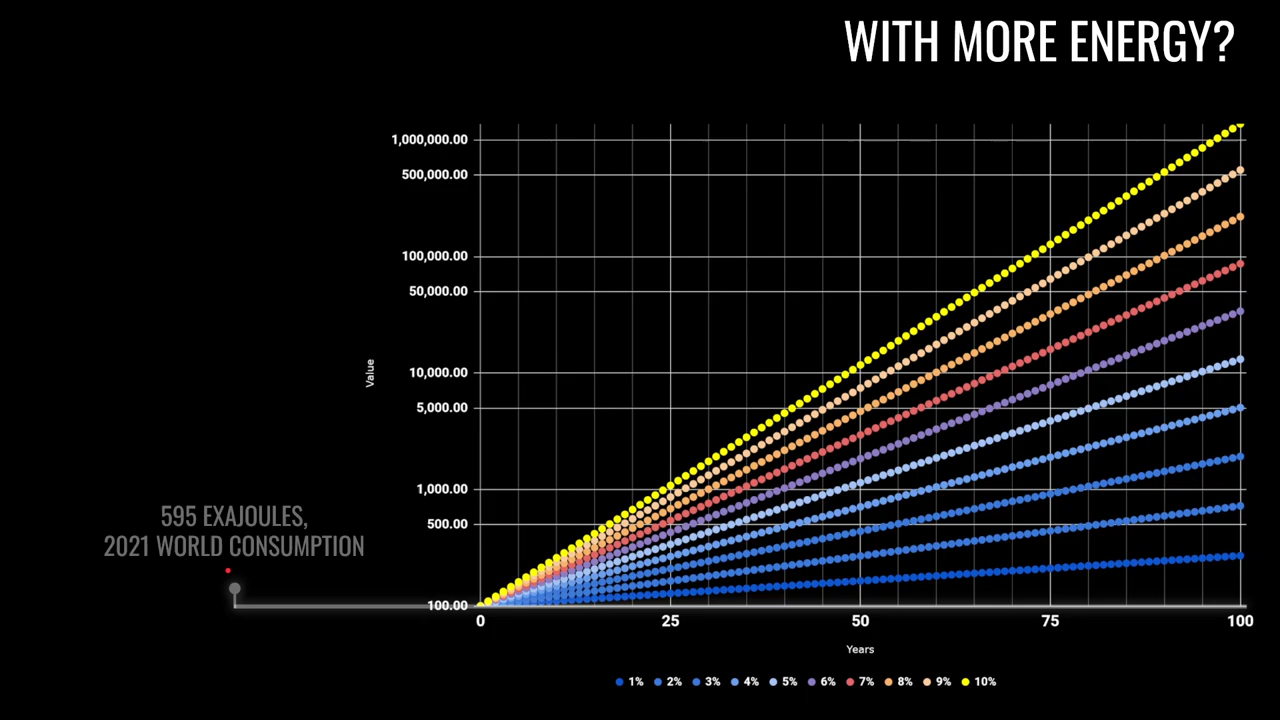 WITH MORE ENERGY?
1,000,000.00
500,000.00
100,000.00
50,000.00
Value
10,000.00
5,000.00
1,000.00
500.00
595 EXAJOULES,
2021 WORLD CONSUMPTION
100.00
0 25 50 75 100
Years
1% 2% 3% 4% 5% 6% 7% 8% 9% 10%